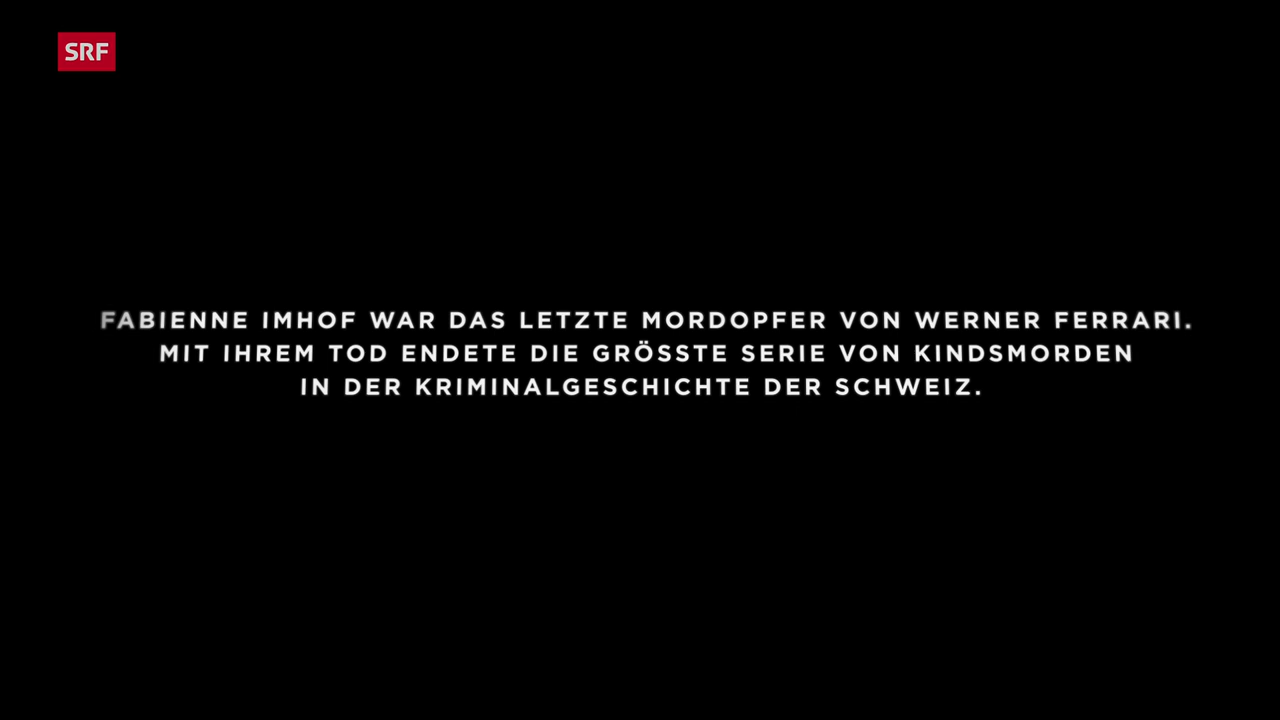 SRF
FABIENNE IMHOF WAR DAS LETZTE MORDOPFER VON WERNER FERRARI.
MIT IHREM TOD ENDETE DIE GRÖSSTE SERIE VON KINDSMORDEN
IN DER KRIMINALGESCHICHTE DER SCHWEIZ.